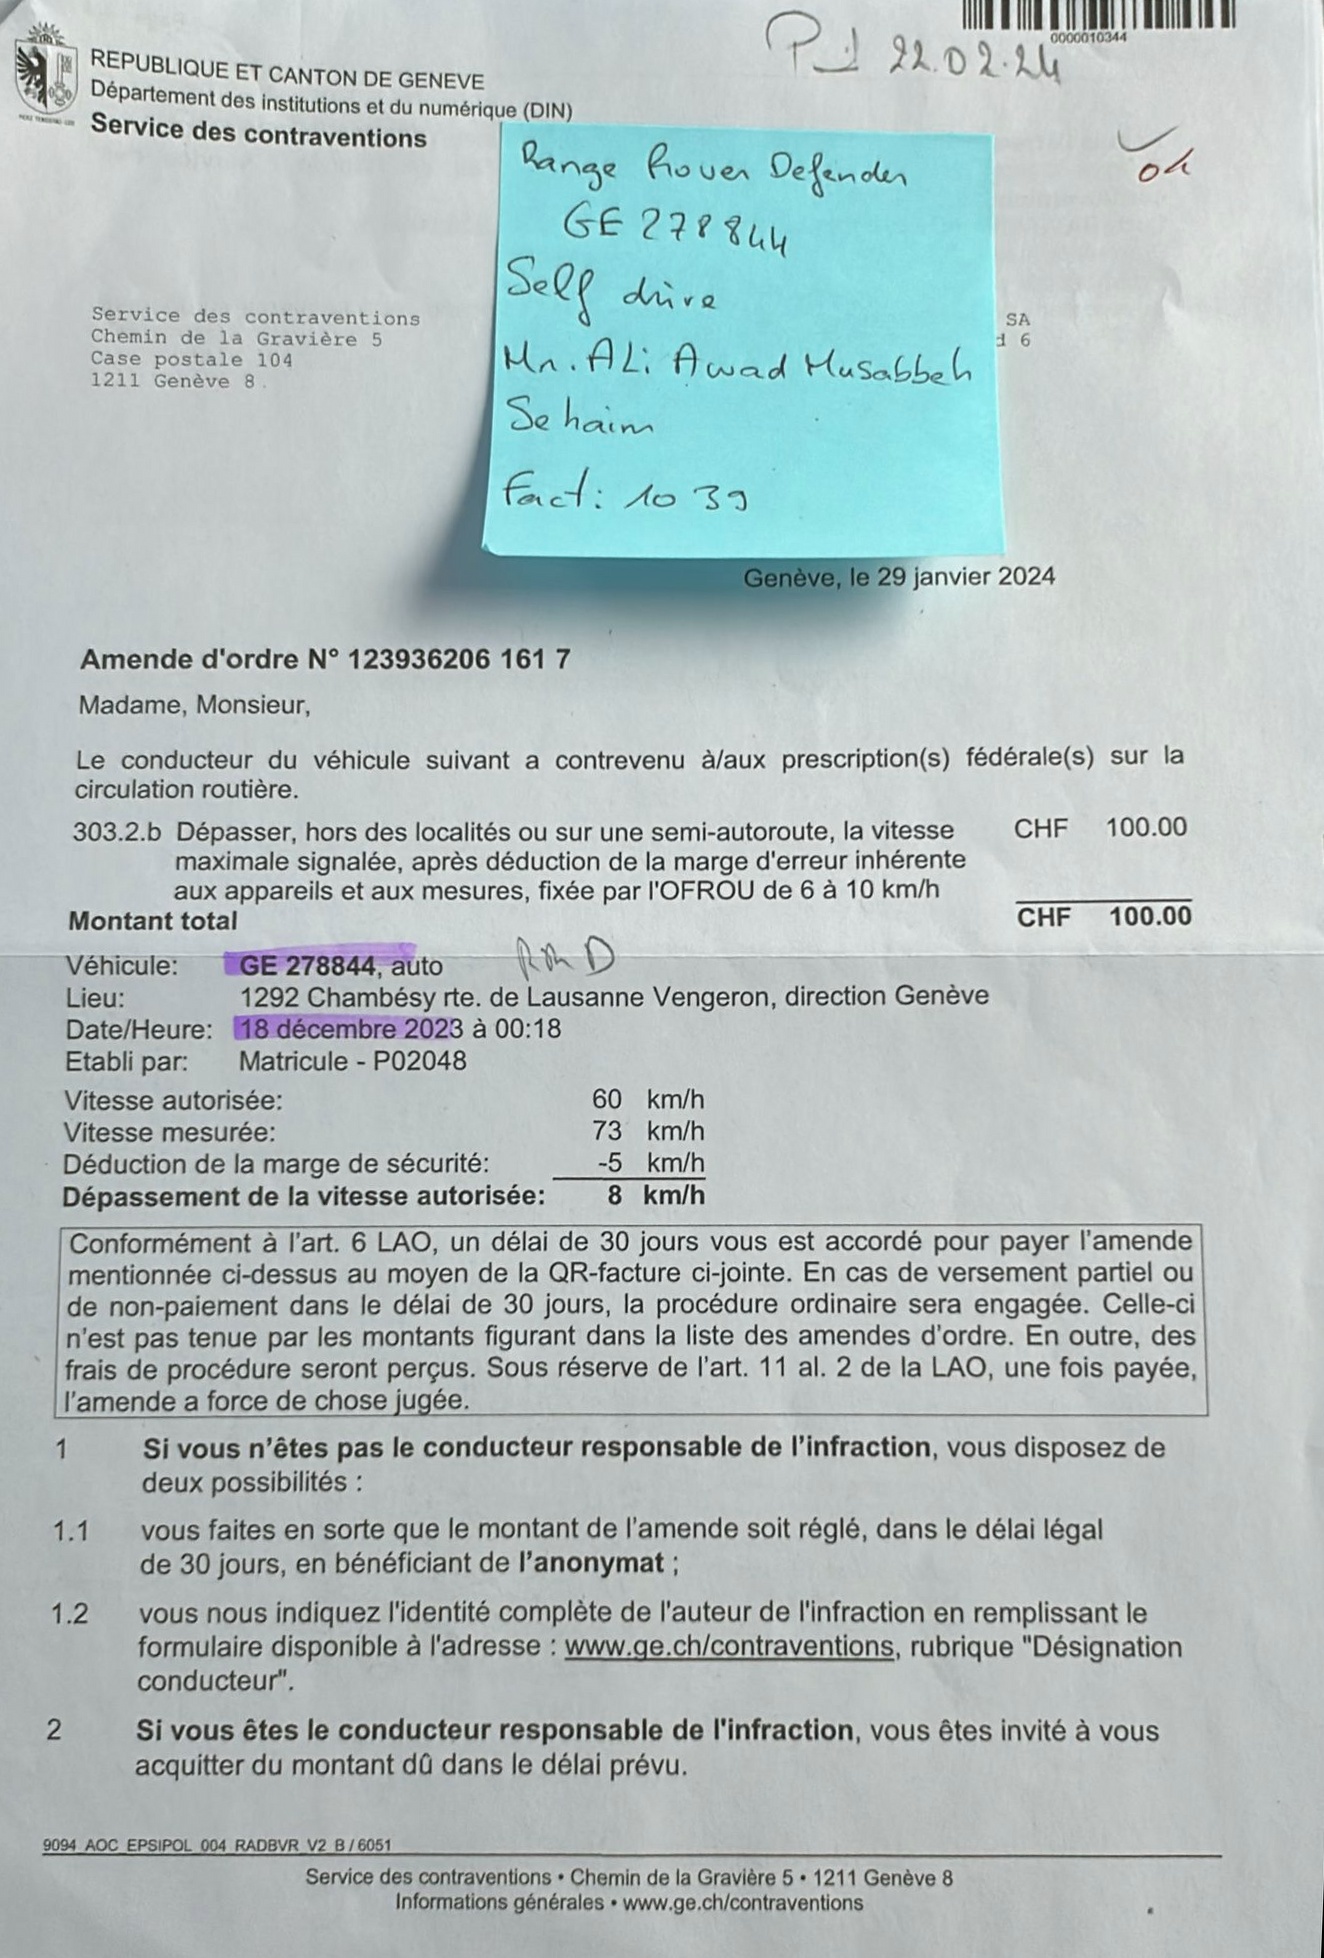 0000010344
Pd 22.02.24
ok
REPUBLIQUE ET CANTON DE GENEVE
Département des institutions et du numérique (DIN)
Service des contraventions
Range Rover Defender
GE 278844
Self drive
Mr. ALi Awad Musabbeh
Sehaim
Fact: 1039
Service des contraventions
Chemin de la Gravière 5
Case postale 104
1211 Genève 8
SA
6
Genève, le 29 janvier 2024
Amende d'ordre N° 123936206 161 7
Madame, Monsieur,
Le conducteur du véhicule suivant a contrevenu à/aux prescription(s) fédérale(s) sur la
circulation routière.
303.2.b Dépasser, hors des localités ou sur une semi-autoroute, la vitesse CHF 100.00
maximale signalée, après déduction de la marge d'erreur inhérente
aux appareils et aux mesures, fixée par l'OFROU de 6 à 10 km/h
Montant total CHF 100.00
Véhicule: GE 278844, auto
Lieu: 1292 Chambésy rte. de Lausanne Vengeron, direction Genève
Date/Heure: 18 décembre 2023 à 00:18
Etabli par: Matricule - P02048
Vitesse autorisée: 60 km/h
Vitesse mesurée: 73 km/h
Déduction de la marge de sécurité: -5 km/h
Dépassement de la vitesse autorisée: 8 km/h
Conformément à l'art. 6 LAO, un délai de 30 jours vous est accordé pour payer l'amende
mentionnée ci-dessus au moyen de la QR-facture ci-jointe. En cas de versement partiel ou
de non-paiement dans le délai de 30 jours, la procédure ordinaire sera engagée. Celle-ci
n'est pas tenue par les montants figurant dans la liste des amendes d'ordre. En outre, des
frais de procédure seront perçus. Sous réserve de l'art. 11 al. 2 de la LAO, une fois payée,
l'amende a force de chose jugée.
1 Si vous n'êtes pas le conducteur responsable de l'infraction, vous disposez de
deux possibilités :
1.1 vous faites en sorte que le montant de l'amende soit réglé, dans le délai légal
de 30 jours, en bénéficiant de l'anonymat ;
1.2 vous nous indiquez l'identité complète de l'auteur de l'infraction en remplissant le
formulaire disponible à l'adresse : www.ge.ch/contraventions, rubrique "Désignation
conducteur".
2 Si vous êtes le conducteur responsable de l'infraction, vous êtes invité à vous
acquitter du montant dû dans le délai prévu.
9094 AOC EPSIPOL 004 RADBVR V2 B / 6051
Service des contraventions • Chemin de la Gravière 5 • 1211 Genève 8
Informations générales • www.ge.ch/contraventions